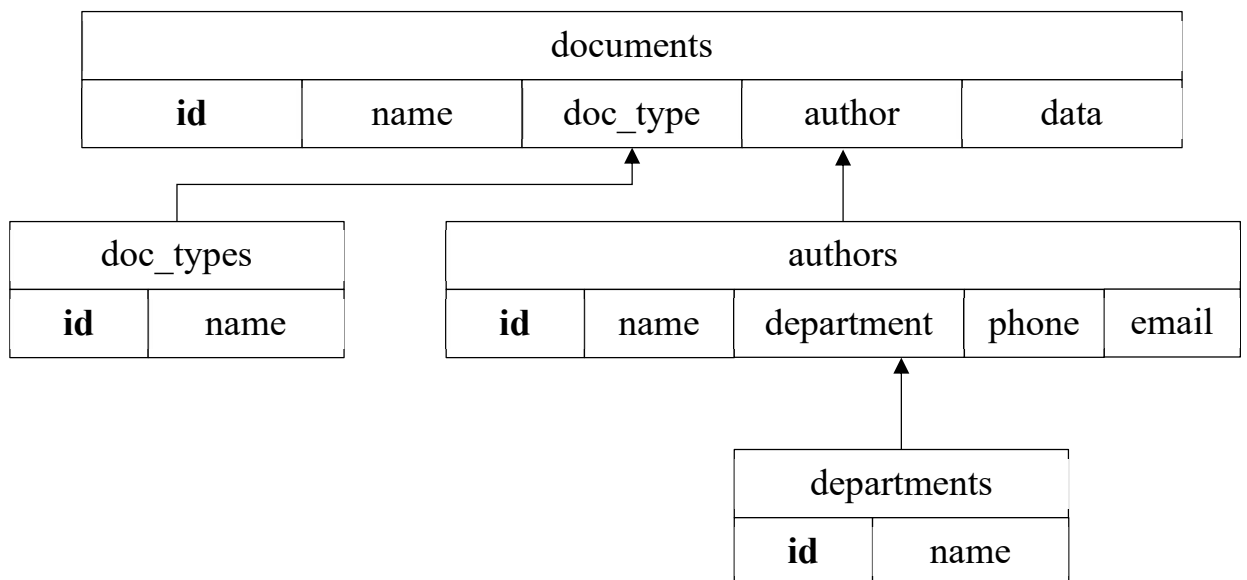 documents
id name doc_type author data
doc_types
id name
authors
id name department phone email
departments
id name